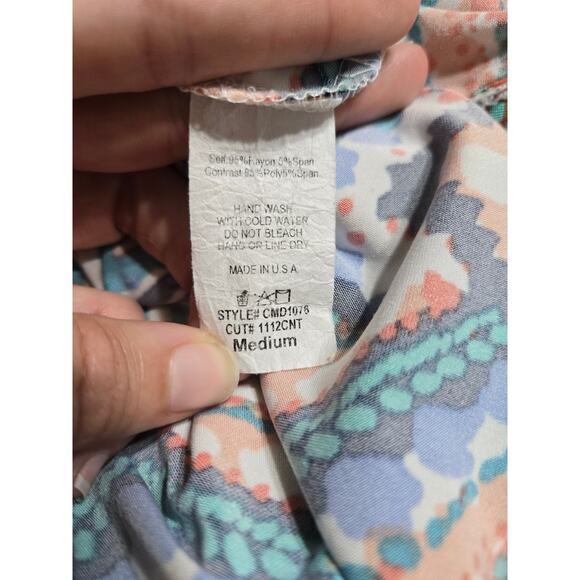 Self 95%Rayon 5%Span
Contrast 95%Poly5%Span
HAND WASH
WITH COLD WATER
DO NOT BLEACH
HANG OR LINE DRY
MADE IN U.S.A
STYLE# CMD1076
CUT# 1112CNT
Medium